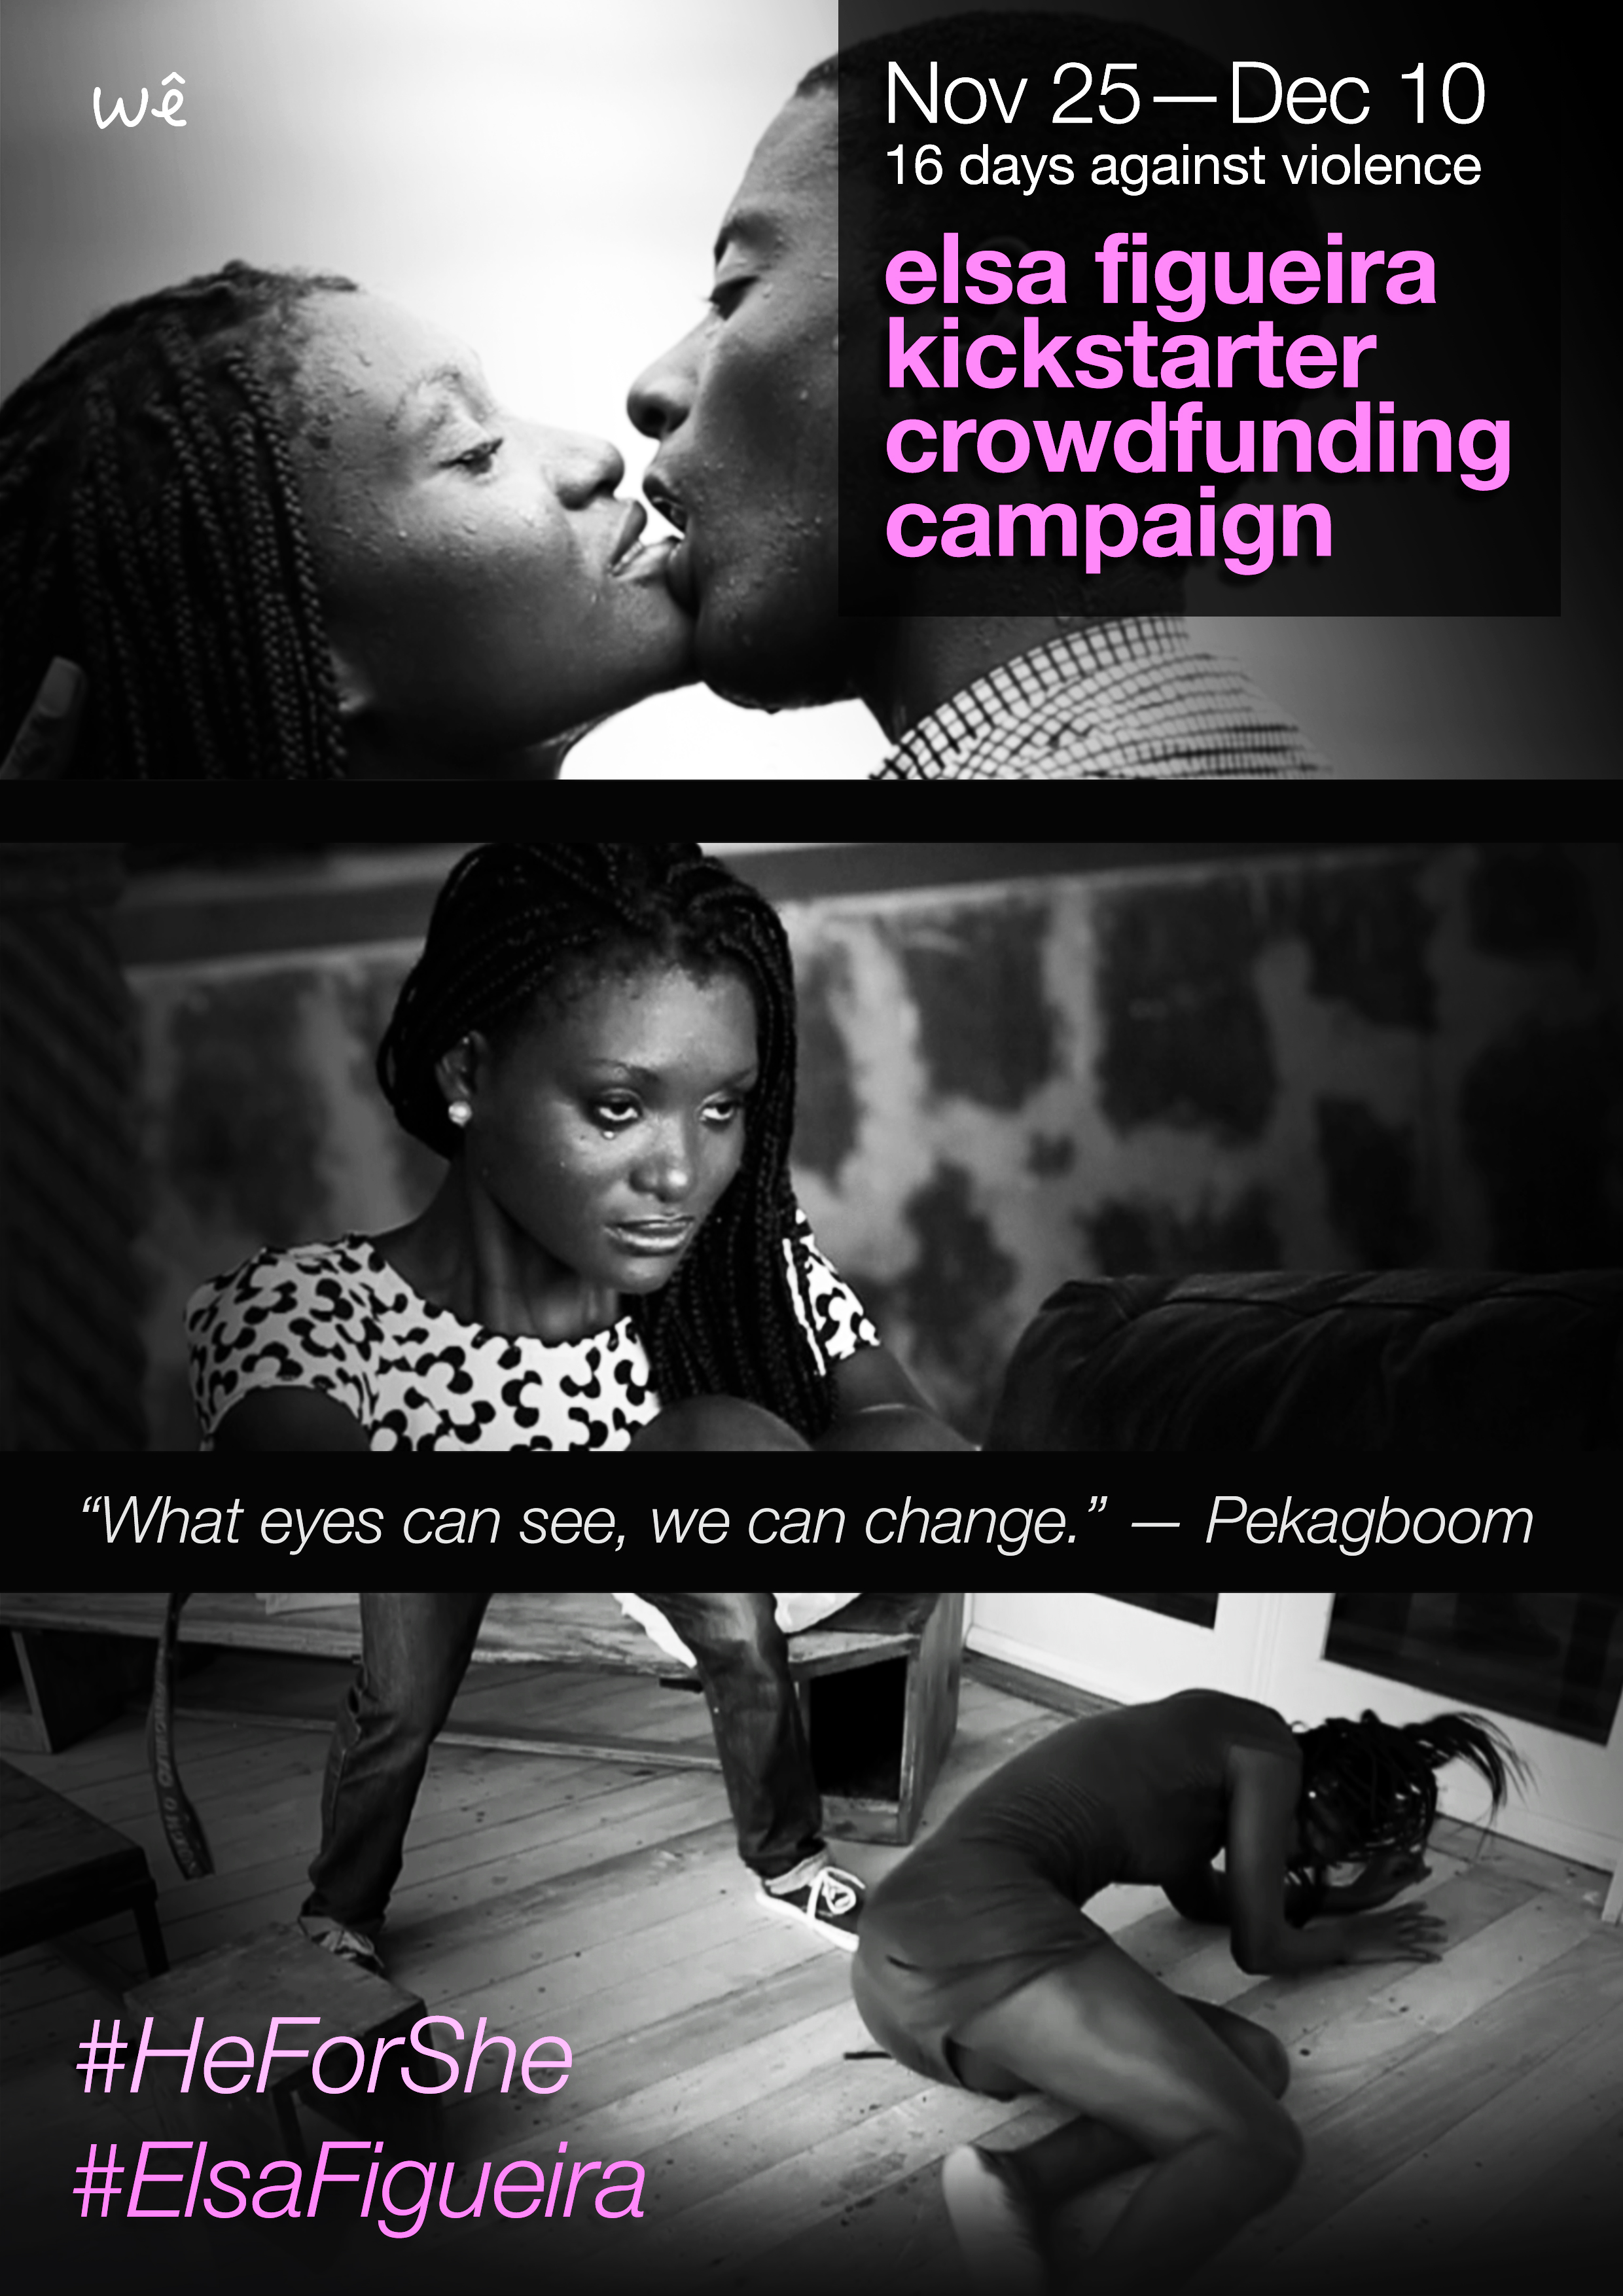 wê
Nov 25—Dec 10
16 days against violence
elsa figueira
kickstarter
crowdfunding
campaign
“What eyes can see, we can change.” — Pekagboom
#HeForShe
#ElsaFigueira